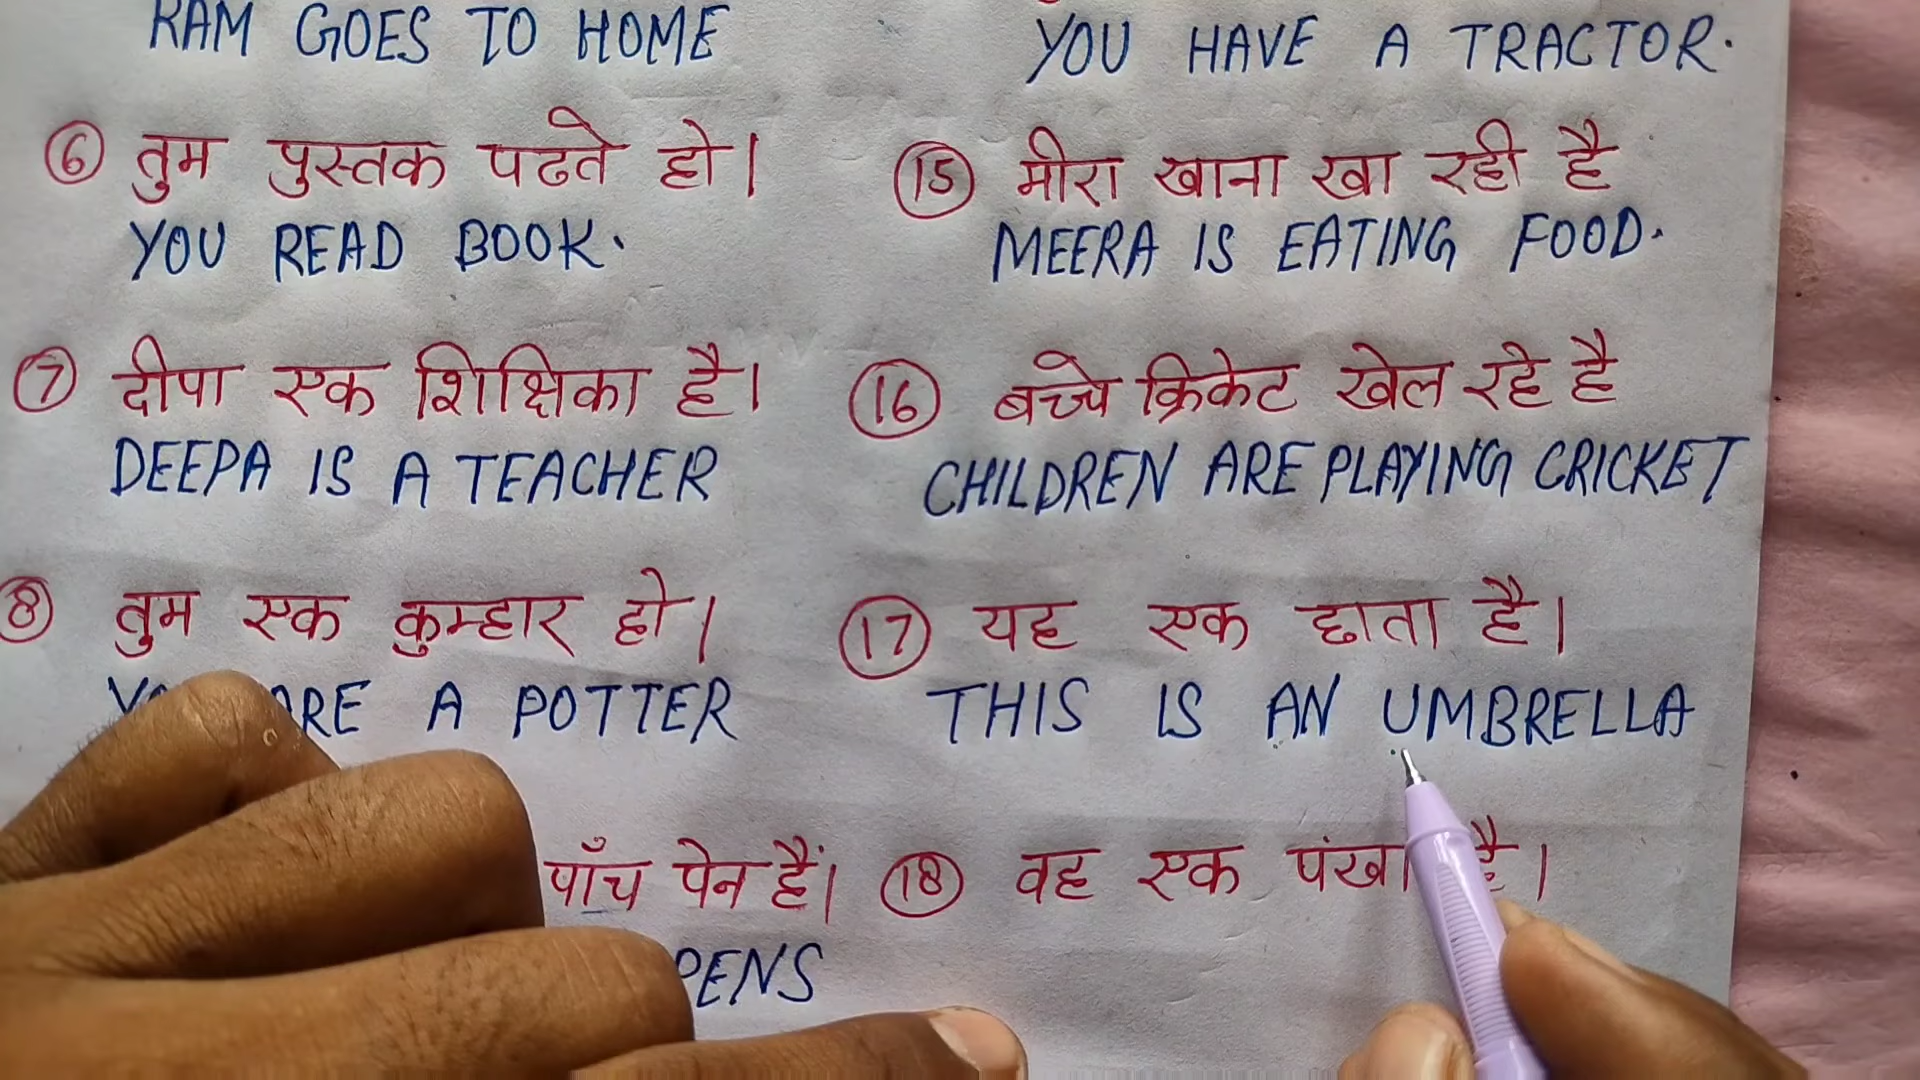 RAM GOES TO HOME
⑥ तुम पुस्तक पढते हो।
YOU READ BOOK.
⑦ दीपा एक शिक्षिका है।
DEEPA IS A TEACHER
⑧ तुम एक कुम्हार हो।
ARE A POTTER
पाँच पेन हैं।
PENS
YOU HAVE A TRACTOR.
⑮ मीरा खाना खा रही है
MEERA IS EATING FOOD.
⑯ बच्चे क्रिकेट खेल रहे है
CHILDREN ARE PLAYING CRICKET
⑰ यह एक छाता है।
THIS IS AN UMBRELLA
⑱ वह एक पंखा है।